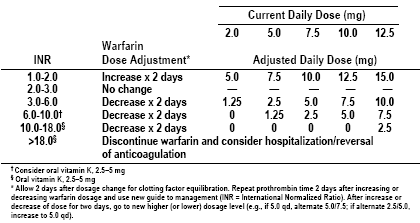 Current Daily Dose (mg)
2.0 5.0 7.5 10.0 12.5
Warfarin
INR Dose Adjustment* Adjusted Daily Dose (mg)
1.0-2.0 Increase x 2 days 5.0 7.5 10.0 12.5 15.0
2.0-3.0 No change — — — — —
3.0-6.0 Decrease x 2 days 1.25 2.5 5.0 7.5 10.0
6.0-10.0† Decrease x 2 days 0 1.25 2.5 5.0 7.5
10.0-18.0§ Decrease x 2 days 0 0 0 0 2.5
>18.0§ Discontinue warfarin and consider hospitalization/reversal
of anticoagulation
† Consider oral vitamin K, 2.5–5 mg
§ Oral vitamin K, 2.5–5 mg
* Allow 2 days after dosage change for clotting factor equilibration. Repeat prothrombin time 2 days after increasing or
decreasing warfarin dosage and use new guide to management (INR = International Normalized Ratio). After increase or
decrease of dose for two days, go to new higher (or lower) dosage level (e.g., if 5.0 qd, alternate 5.0/7.5; if alternate 2.5/5.0,
increase to 5.0 qd).